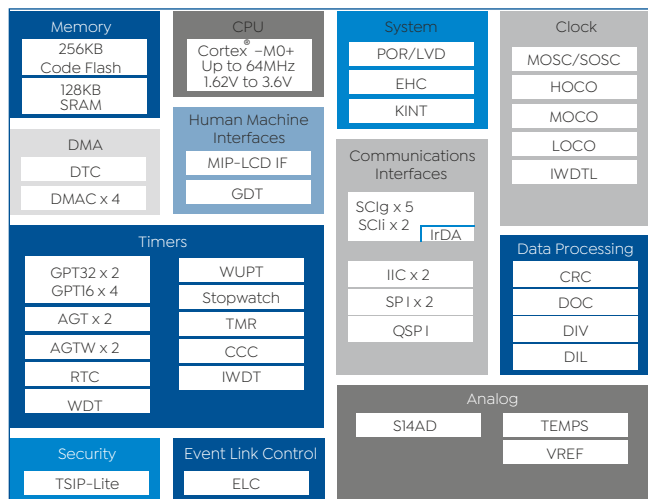 Memory
256KB
Code Flash
128KB
SRAM
CPU
Cortex® -M0+
Up to 64MHz
1.62V to 3.6V
System
POR/LVD
EHC
KINT
Clock
MOSC/SOSC
HOCO
MOCO
LOCO
IWDTL
DMA
DTC
DMAC x 4
Human Machine
Interfaces
MIP-LCD IF
GDT
Communications
Interfaces
SCIg x 5
SCIi x 2
IrDA
IIC x 2
SP I x 2
QSP I
Timers
GPT32 x 2
GPT16 x 4
AGT x 2
AGTW x 2
RTC
WDT
WUPT
Stopwatch
TMR
CCC
IWDT
Data Processing
CRC
DOC
DIV
DIL
Analog
S14AD
TEMPS
VREF
Security
TSIP-Lite
Event Link Control
ELC